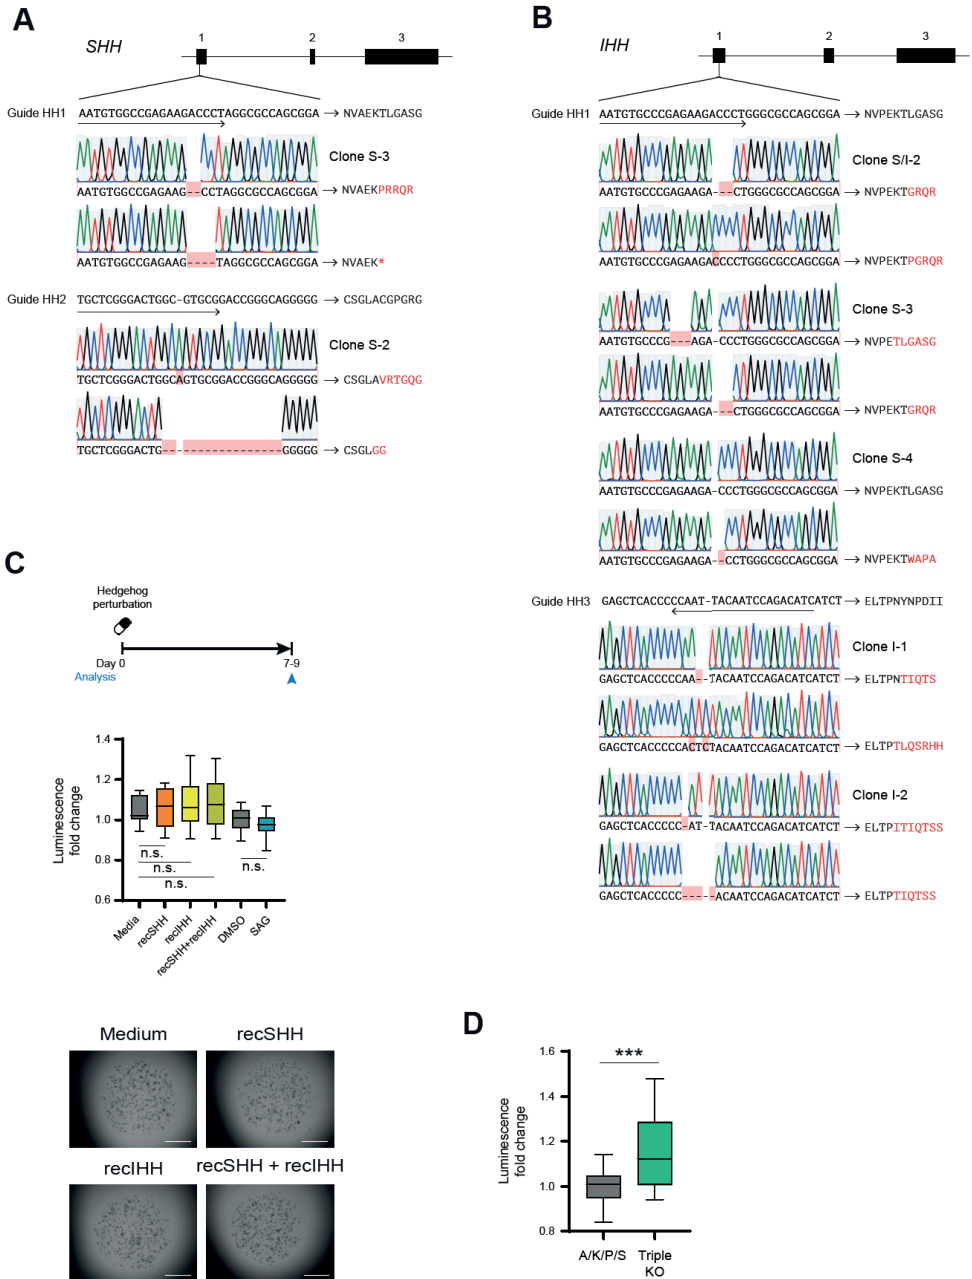 A
SHH
1
2
3
Guide HH1
AATGTGGCCGAGAAGACCCTAGGCGCCAGCGGA
NVAEKTLGASG
Clone S-3
AATGTGGCCGAGAAG--CCTAGGCGCCAGCGGA
NVAEKPRRQR
AATGTGGCCGAGAAG----TAGGCGCCAGCGGA
NVAEK*
Guide HH2
TGCTCGGGACTGGC-GTGCGGACCGGGCAGGGGG
CSGLACGPGRG
Clone S-2
TGCTCGGGACTGGCAGTGCGGACCGGGCAGGGGG
CSGLAVRTGQG
TGCTCGGGACTG-----------------GGGGG
CSGLGG
B
IHH
1
2
3
Guide HH1
AATGTGCCCGAGAAGACCCTGGGCGCCAGCGGA
NVPEKTLGASG
Clone S/I-2
AATGTGCCCGAGAAGA---CTGGGCGCCAGCGGA
NVPEKTGRQR
AATGTGCCCGAGAAGACCCCTGGGCGCCAGCGGA
NVPEKTPGRQR
Clone S-3
AATGTGCCCG---AGA-CCCTGGGCGCCAGCGGA
NVPETLGASG
AATGTGCCCGAGAAGA---CTGGGCGCCAGCGGA
NVPEKTGRQR
Clone S-4
AATGTGCCCGAGAAGA-CCCTGGGCGCCAGCGGA
NVPEKTLGASG
AATGTGCCCGAGAAGA--CCTGGGCGCCAGCGGA
NVPEKTWAPA
Guide HH3
GAGCTCACCCCCAAT-TACAATCCAGACATCATCT
ELTPNYNPDII
Clone I-1
GAGCTCACCCCCAA--TACAATCCAGACATCATCT
ELTPNTIQTS
GAGCTCACCCCCACTCTACAATCCAGACATCATCT
ELTPTLQSRHH
Clone I-2
GAGCTCACCCCC-AT-TACAATCCAGACATCATCT
ELTPITIQTSS
GAGCTCACCCCC-----ACAATCCAGACATCATCT
ELTPTIQTSS
C
Hedgehog
perturbation
Day 0
7-9
Analysis
Luminescence
fold change
1.4
1.2
1.0
0.8
0.6
n.s.
n.s.
n.s.
n.s.
Media
recSHH
recIHH
recSHH+recIHH
DMSO
SAG
Medium
recSHH
recIHH
recSHH + recIHH
D
Luminescence
fold change
1.6
1.4
1.2
1.0
0.8
***
A/K/P/S
Triple
KO